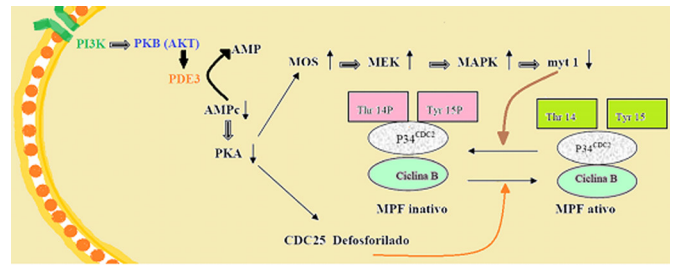 PI3K PKB (AKT) AMP
PDE3
MOS MEK MAPK myt 1
AMPc
PKA
Thr 14P Tyr 15P
Thr 14 Tyr 15
P34CDC2
P34CDC2
Ciclina B
Ciclina B
MPF inativo MPF ativo
CDC25 Defosforilado